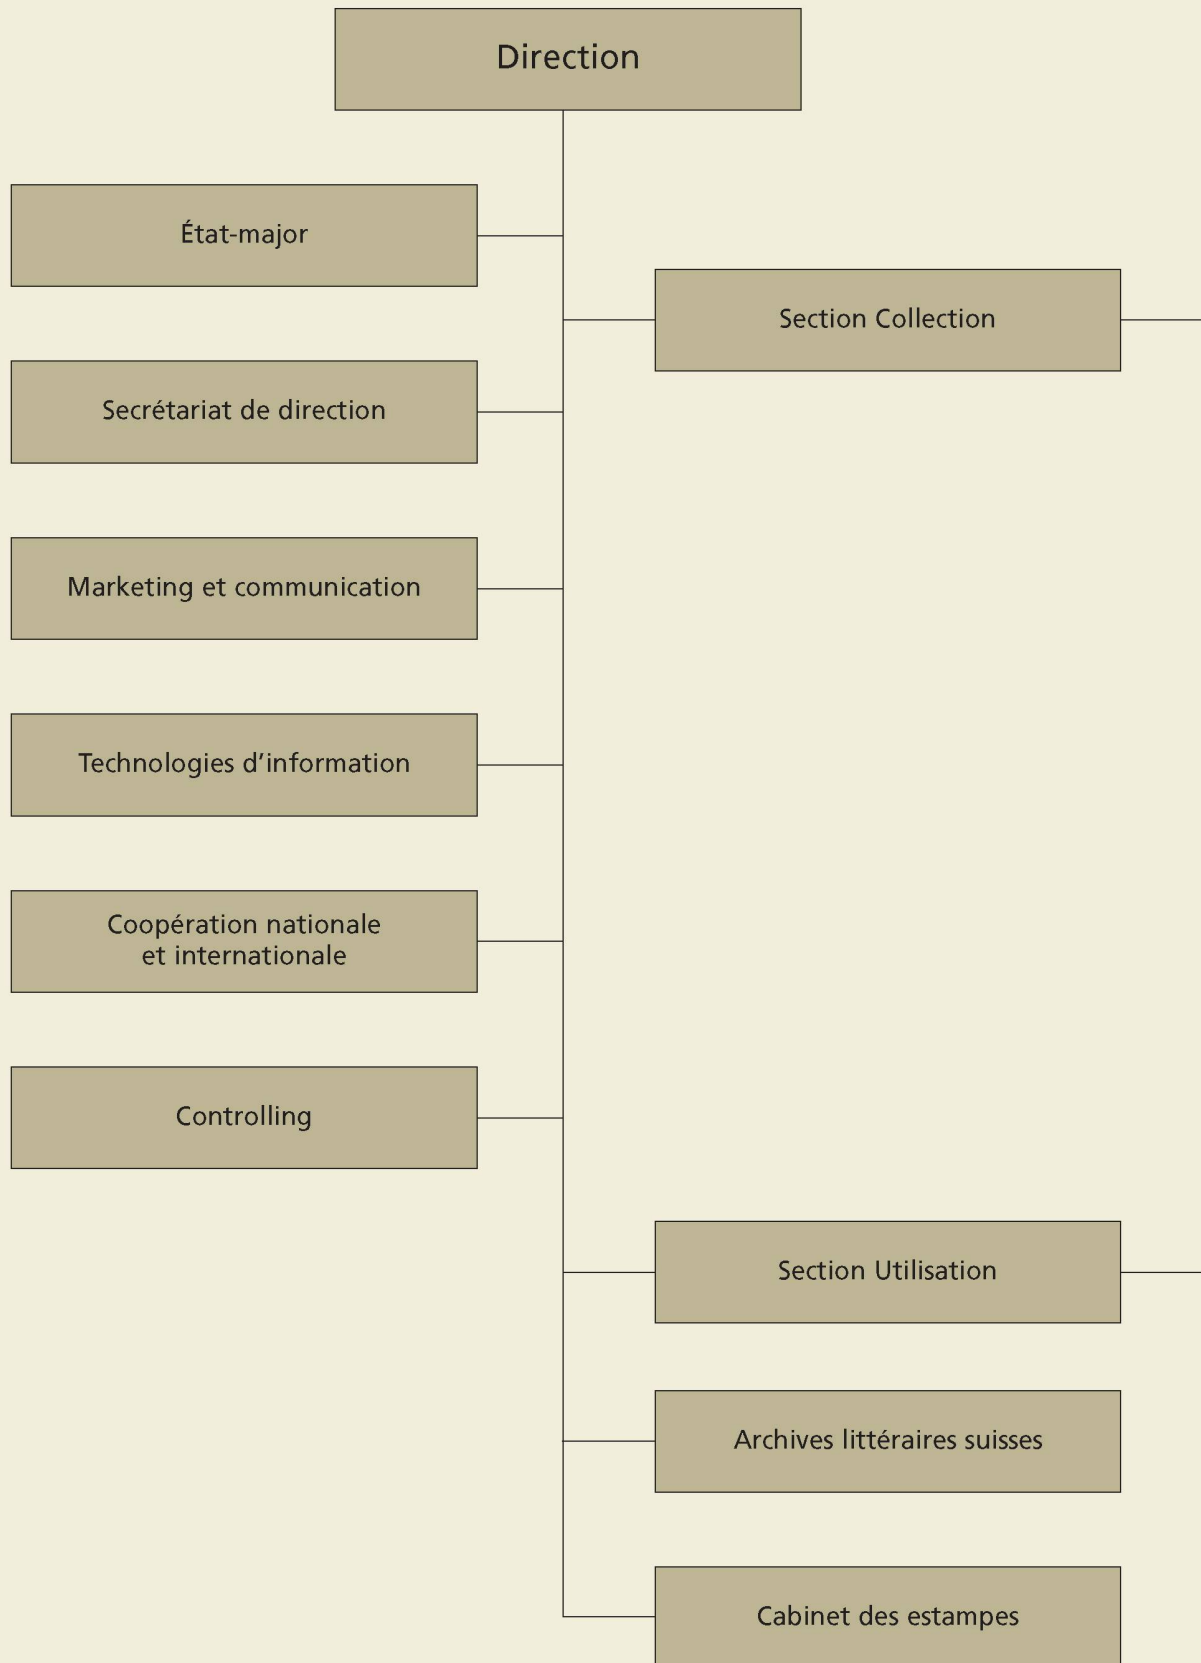 Direction
État-major
Section Collection
Secrétariat de direction
Marketing et communication
Technologies d’information
Coopération nationale
et internationale
Controlling
Section Utilisation
Archives littéraires suisses
Cabinet des estampes